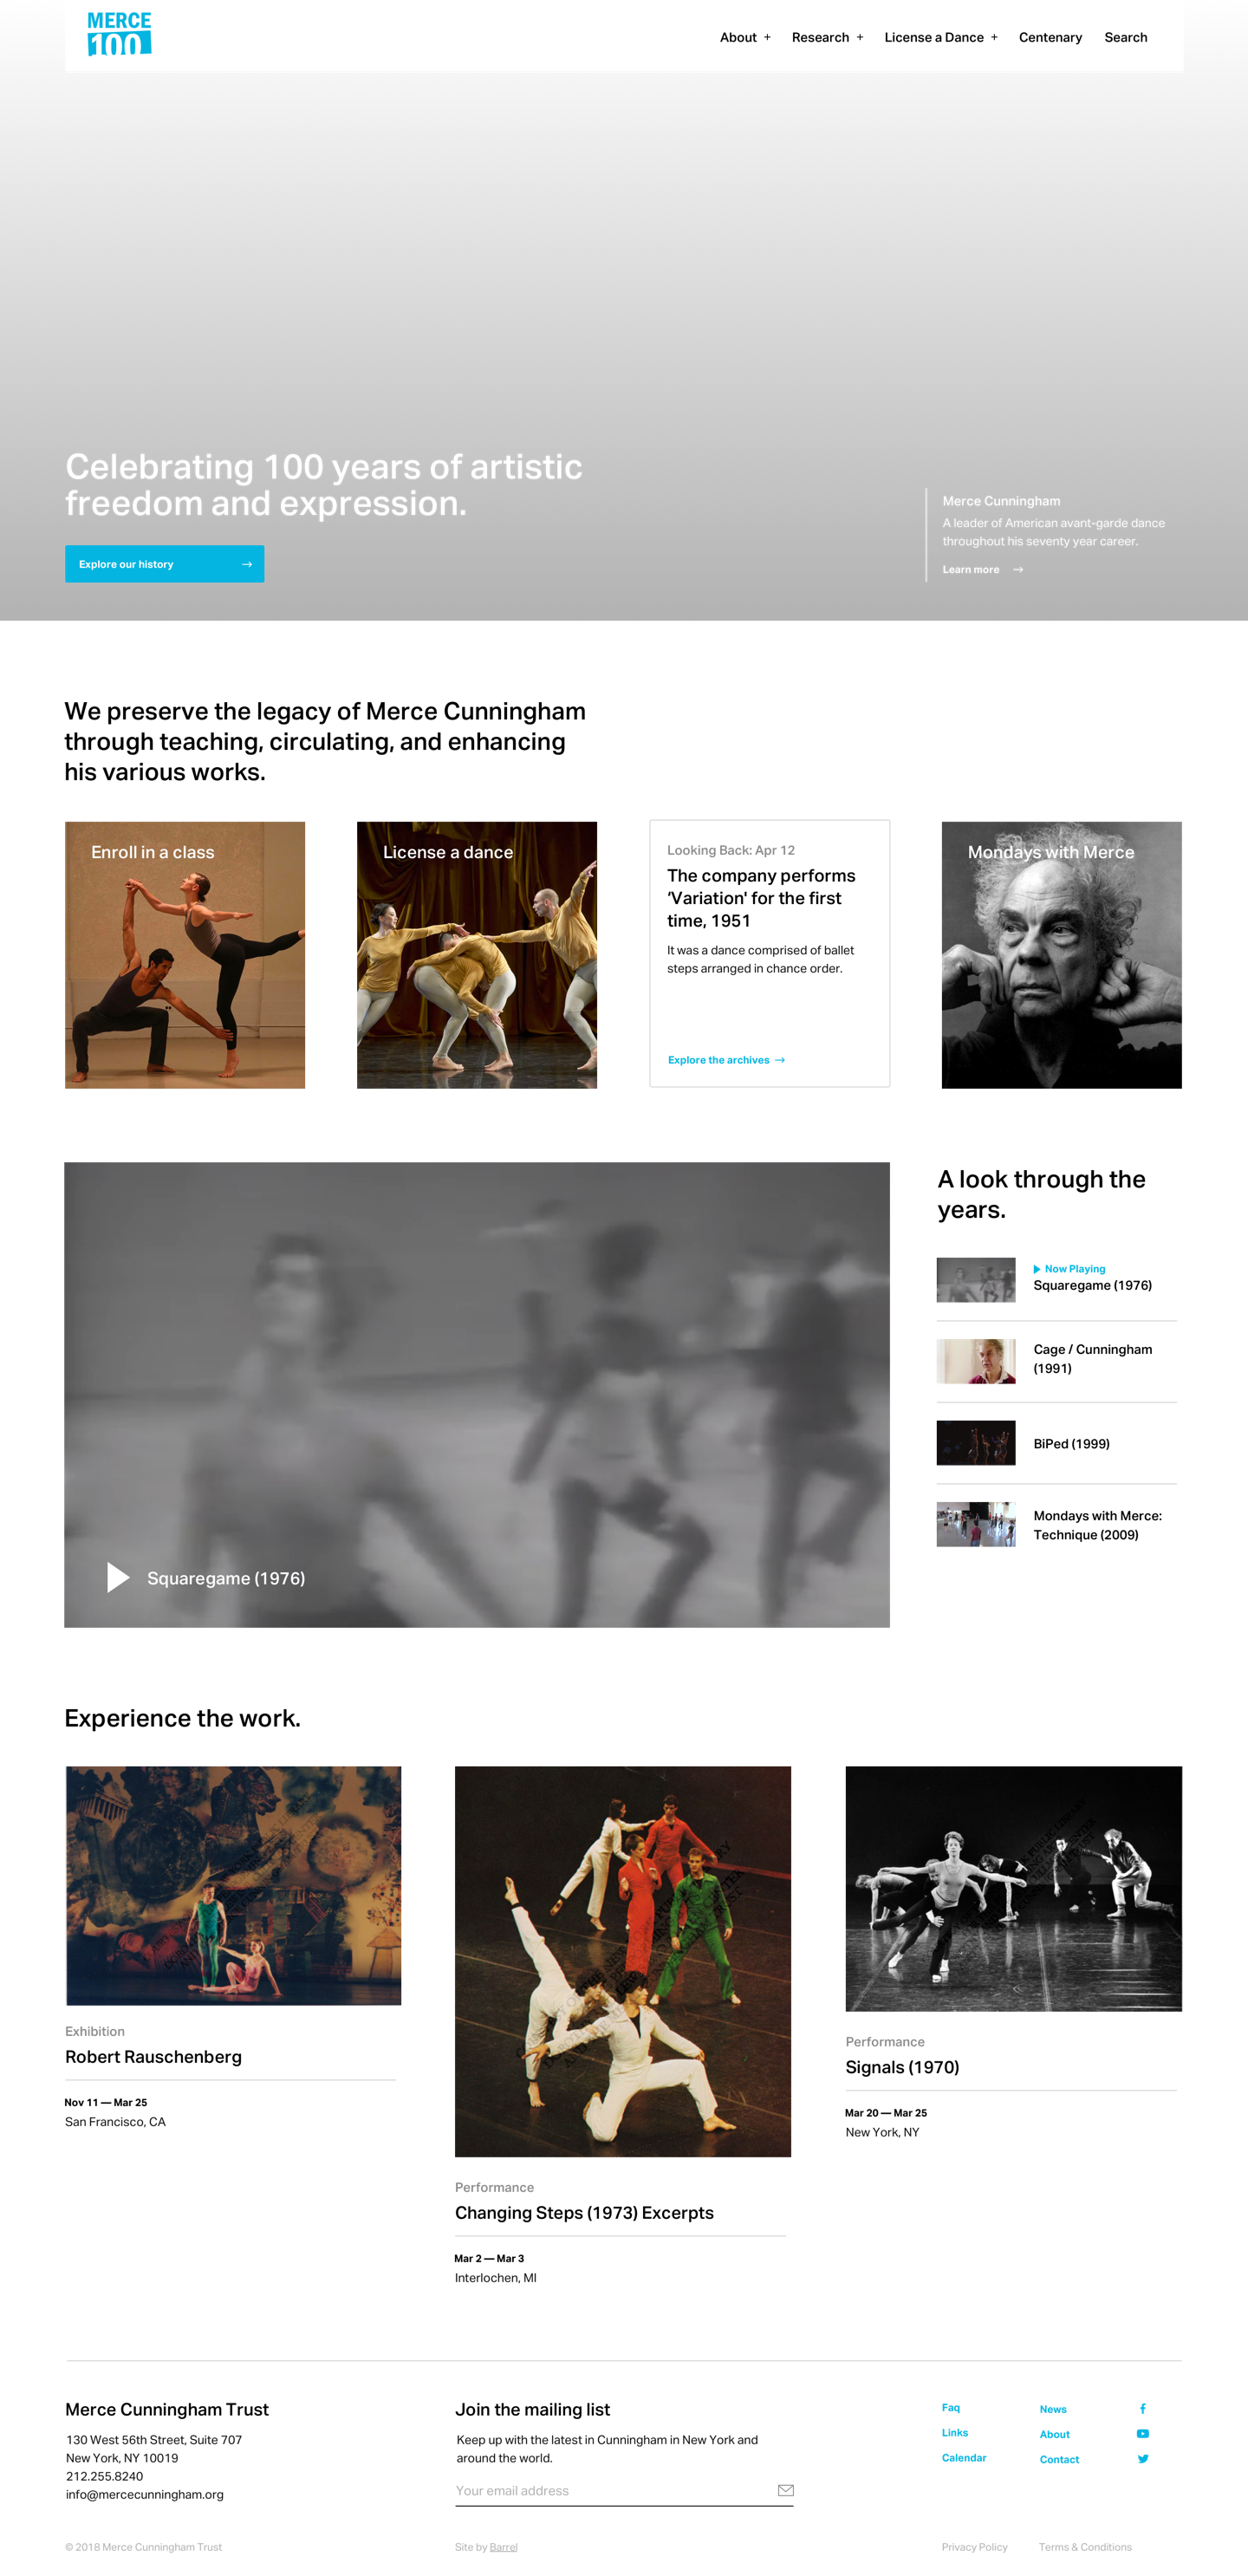 MERCE
100
About + Research + License a Dance + Centenary Search
Celebrating 100 years of artistic
freedom and expression.
Explore our history →
Merce Cunningham
A leader of American avant-garde dance
throughout his seventy year career.
Learn more →
We preserve the legacy of Merce Cunningham
through teaching, circulating, and enhancing
his various works.
Enroll in a class
License a dance
Looking Back: Apr 12
The company performs
‘Variation' for the first
time, 1951
It was a dance comprised of ballet
steps arranged in chance order.
Explore the archives →
Mondays with Merce
Squaregame (1976)
A look through the
years.
Now Playing
Squaregame (1976)
Cage / Cunningham
(1991)
BiPed (1999)
Mondays with Merce:
Technique (2009)
Experience the work.
Exhibition
Robert Rauschenberg
Nov 11 — Mar 25
San Francisco, CA
Performance
Changing Steps (1973) Excerpts
Mar 2 — Mar 3
Interlochen, MI
Performance
Signals (1970)
Mar 20 — Mar 25
New York, NY
Merce Cunningham Trust
130 West 56th Street, Suite 707
New York, NY 10019
212.255.8240
info@mercecunningham.org
Join the mailing list
Keep up with the latest in Cunningham in New York and
around the world.
Your email address
Faq
Links
Calendar
News
About
Contact
© 2018 Merce Cunningham Trust
Site by Barrel
Privacy Policy
Terms & Conditions